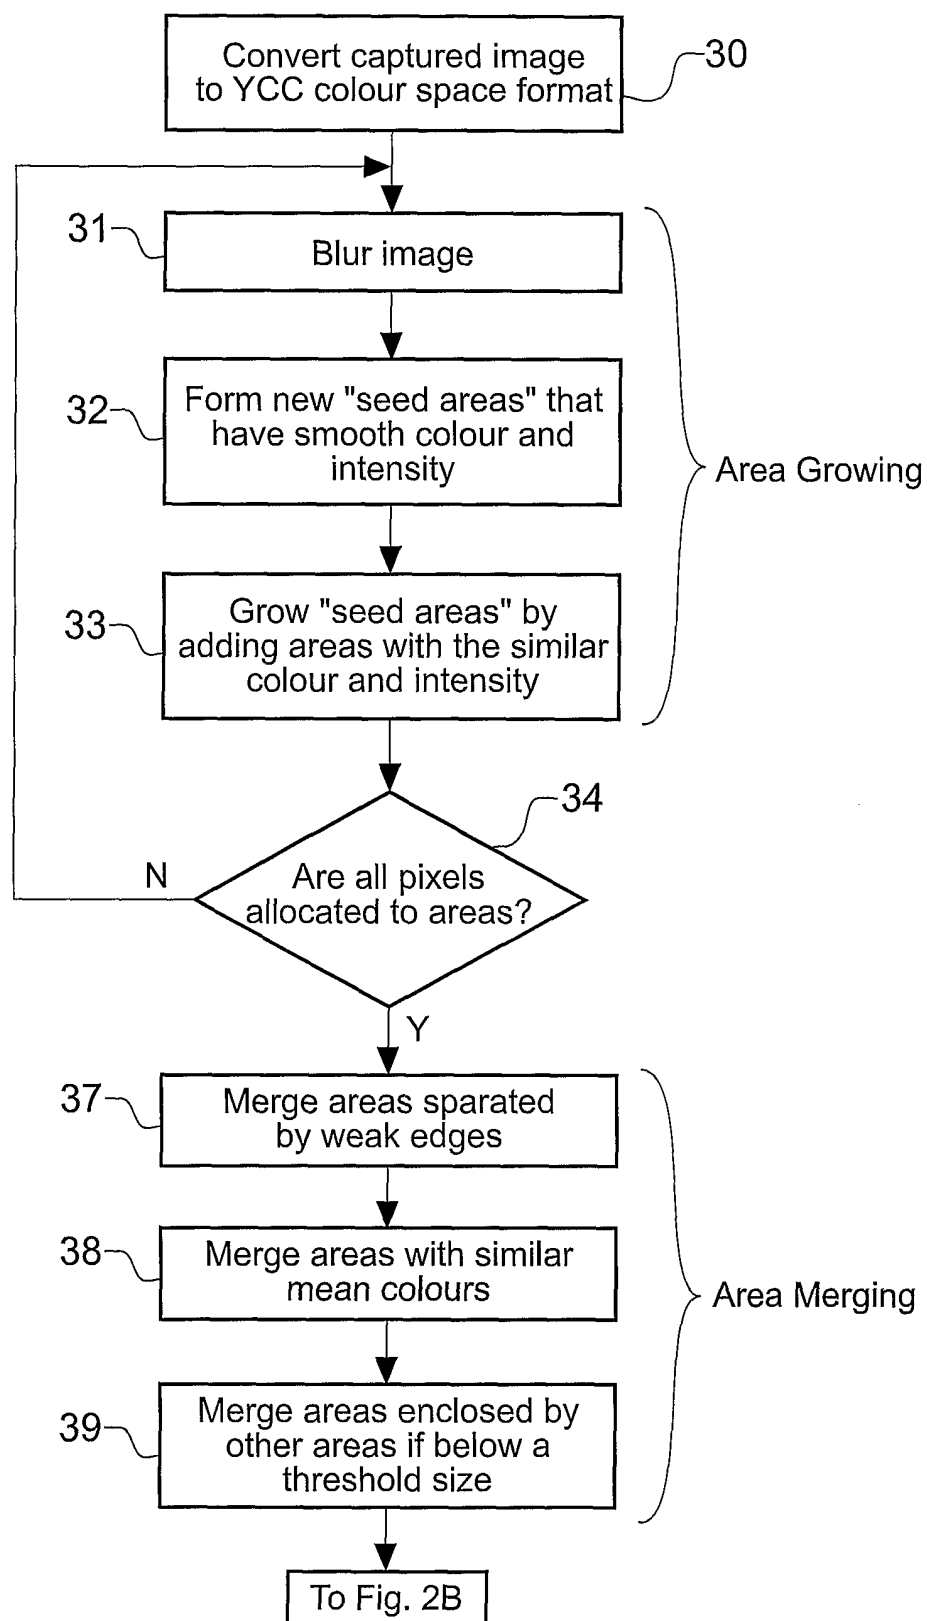 Convert captured image
to YCC colour space format
30
31
Blur image
32
Form new "seed areas" that
have smooth colour and
intensity
Area Growing
33
Grow "seed areas" by
adding areas with the similar
colour and intensity
34
N
Are all pixels
allocated to areas?
Y
37
Merge areas sparated
by weak edges
38
Merge areas with similar
mean colours
Area Merging
39
Merge areas enclosed by
other areas if below a
threshold size
To Fig. 2B